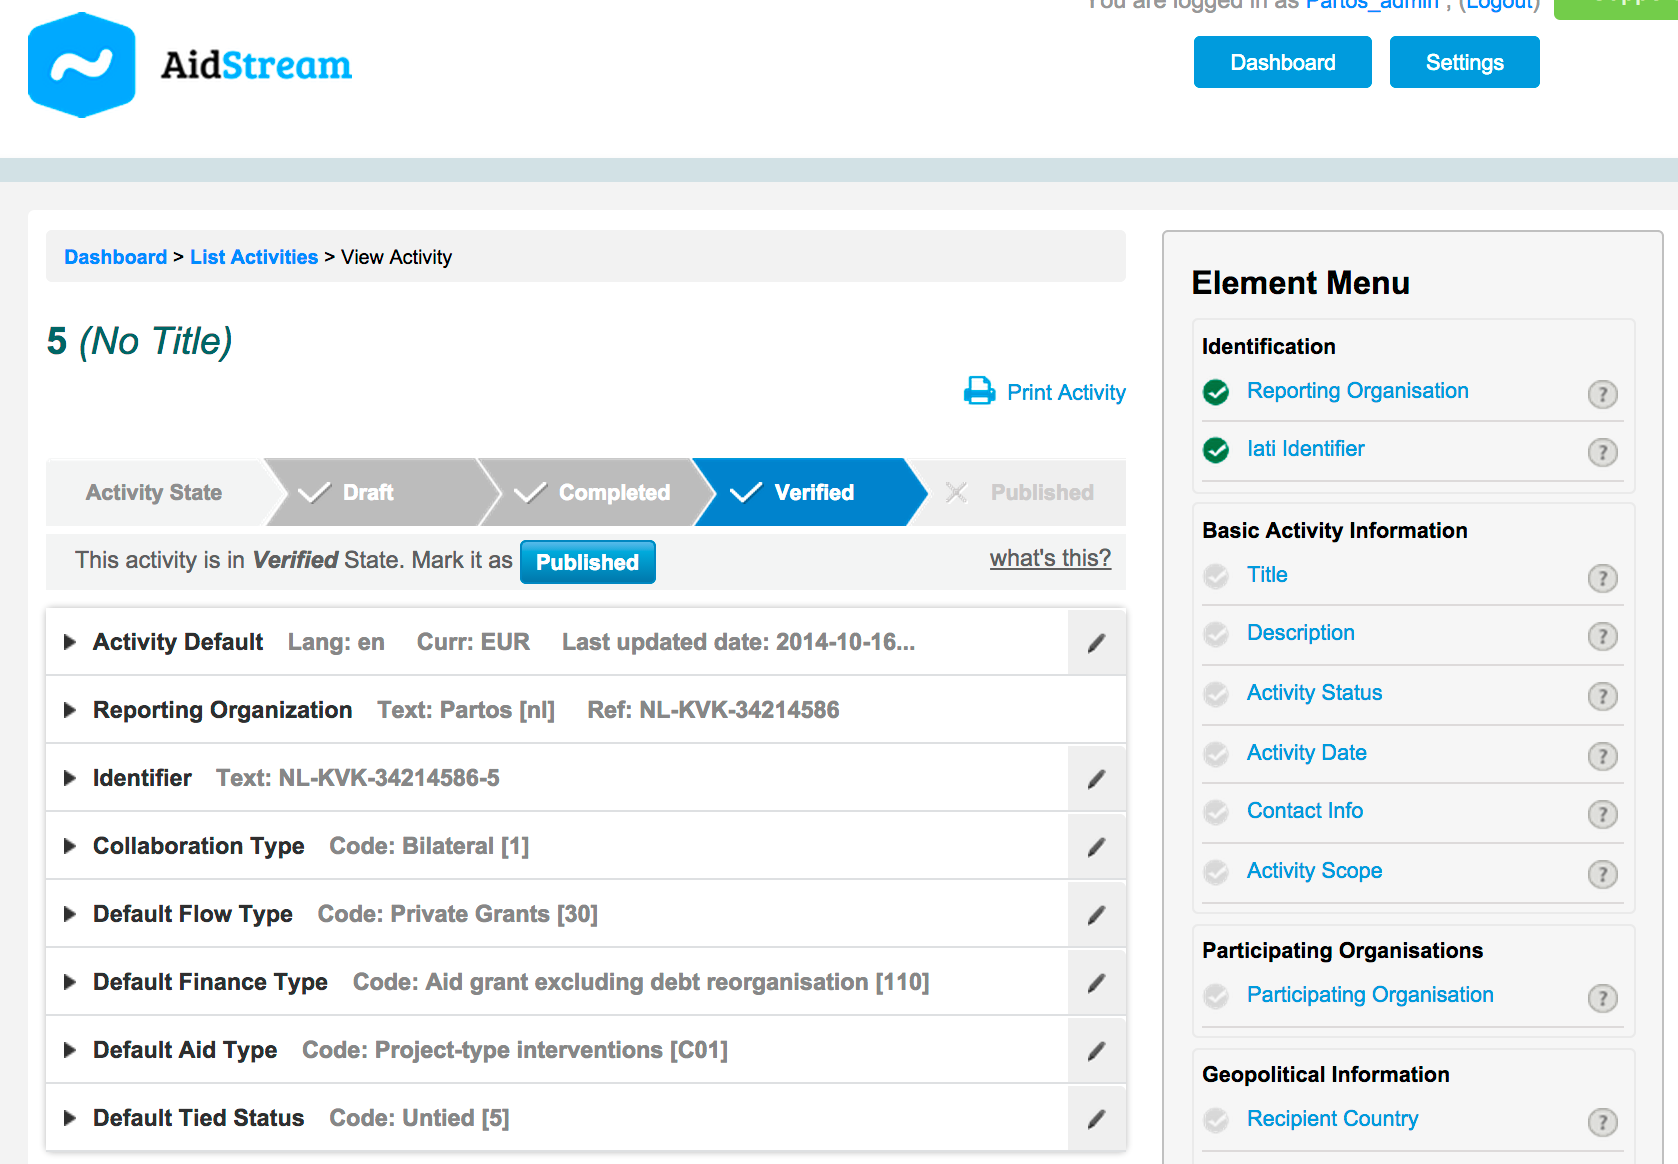 You are logged in as Partos_admin , (Logout)
AidStream
Dashboard
Settings
Dashboard > List Activities > View Activity
5 (No Title)
Print Activity
Activity State
Draft
Completed
Verified
Published
This activity is in Verified State. Mark it as Published
what's this?
Activity Default Lang: en Curr: EUR Last updated date: 2014-10-16...
Reporting Organization Text: Partos [nl] Ref: NL-KVK-34214586
Identifier Text: NL-KVK-34214586-5
Collaboration Type Code: Bilateral [1]
Default Flow Type Code: Private Grants [30]
Default Finance Type Code: Aid grant excluding debt reorganisation [110]
Default Aid Type Code: Project-type interventions [C01]
Default Tied Status Code: Untied [5]
Element Menu
Identification
Reporting Organisation ?
Iati Identifier ?
Basic Activity Information
Title ?
Description ?
Activity Status ?
Activity Date ?
Contact Info ?
Activity Scope ?
Participating Organisations
Participating Organisation ?
Geopolitical Information
Recipient Country ?